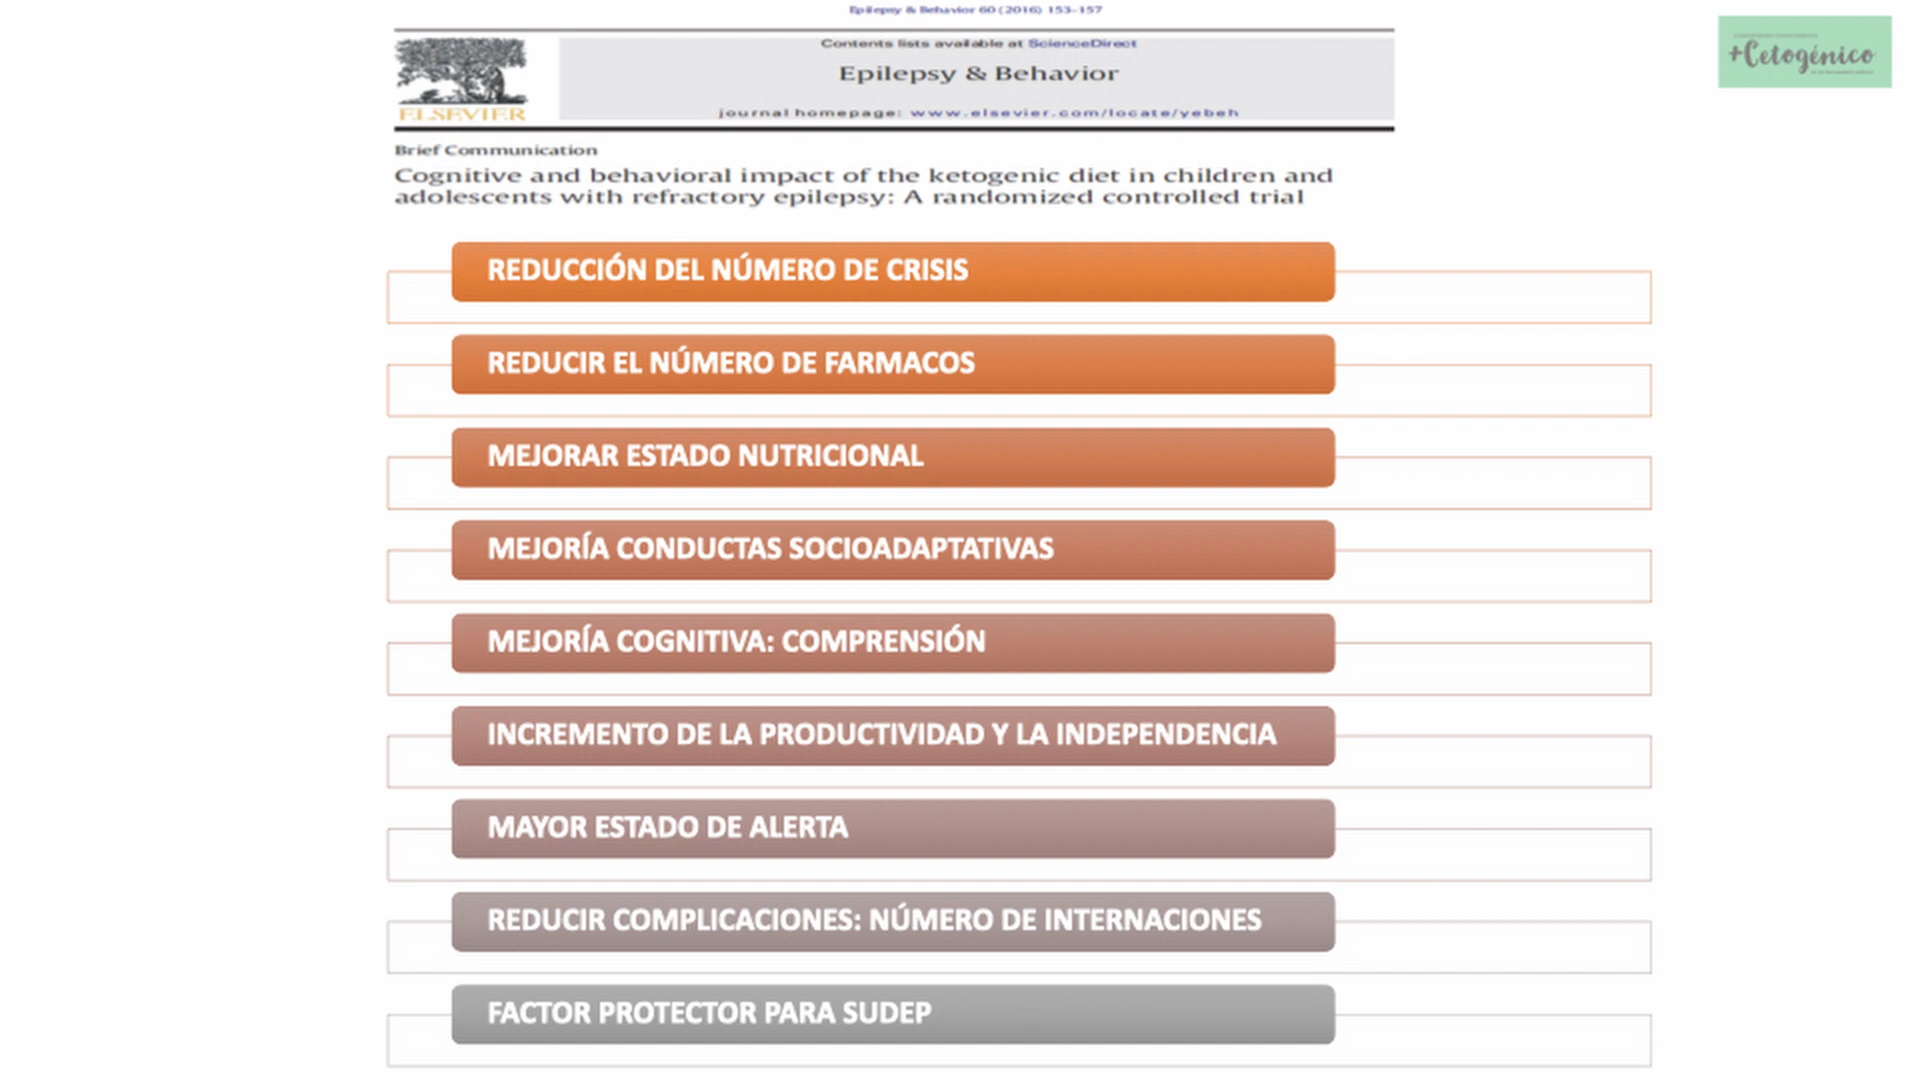 Epilepsy & Behavior 60 (2016) 153–157
Contents lists available at ScienceDirect
Epilepsy & Behavior
journal homepage: www.elsevier.com/locate/yebeh
ELSEVIER
+Cetogénico
Brief Communication
Cognitive and behavioral impact of the ketogenic diet in children and
adolescents with refractory epilepsy: A randomized controlled trial
REDUCCIÓN DEL NÚMERO DE CRISIS
REDUCIR EL NÚMERO DE FARMACOS
MEJORAR ESTADO NUTRICIONAL
MEJORÍA CONDUCTAS SOCIOADAPTATIVAS
MEJORÍA COGNITIVA: COMPRENSIÓN
INCREMENTO DE LA PRODUCTIVIDAD Y LA INDEPENDENCIA
MAYOR ESTADO DE ALERTA
REDUCIR COMPLICACIONES: NÚMERO DE INTERNACIONES
FACTOR PROTECTOR PARA SUDEP